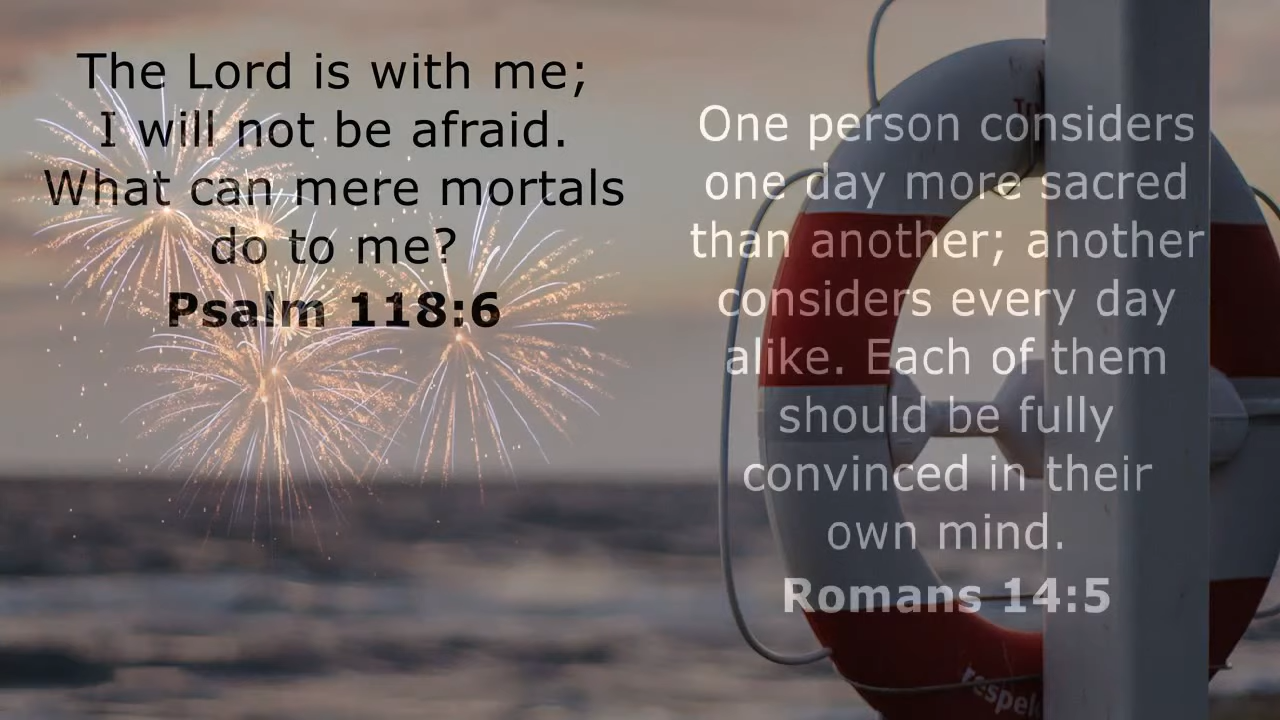 The Lord is with me;
I will not be afraid.
What can mere mortals
do to me?
Psalm 118:6
One person considers
one day more sacred
than another; another
considers every day
alike. Each of them
should be fully
convinced in their
own mind.
Romans 14:5